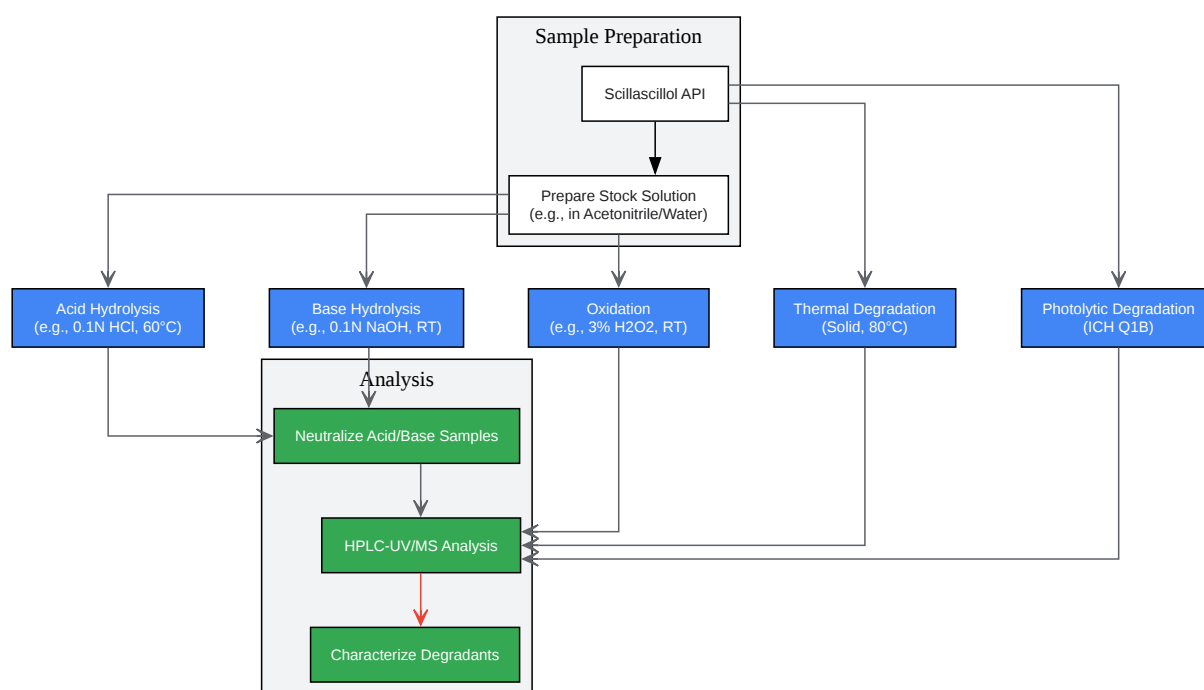 Sample Preparation
Scillascillol API
Prepare Stock Solution
(e.g., in Acetonitrile/Water)
Acid Hydrolysis
(e.g., 0.1N HCl, 60°C)
Base Hydrolysis
(e.g., 0.1N NaOH, RT)
Oxidation
(e.g., 3% H2O2, RT)
Thermal Degradation
(Solid, 80°C)
Photolytic Degradation
(ICH Q1B)
Analysis
Neutralize Acid/Base Samples
HPLC-UV/MS Analysis
Characterize Degradants